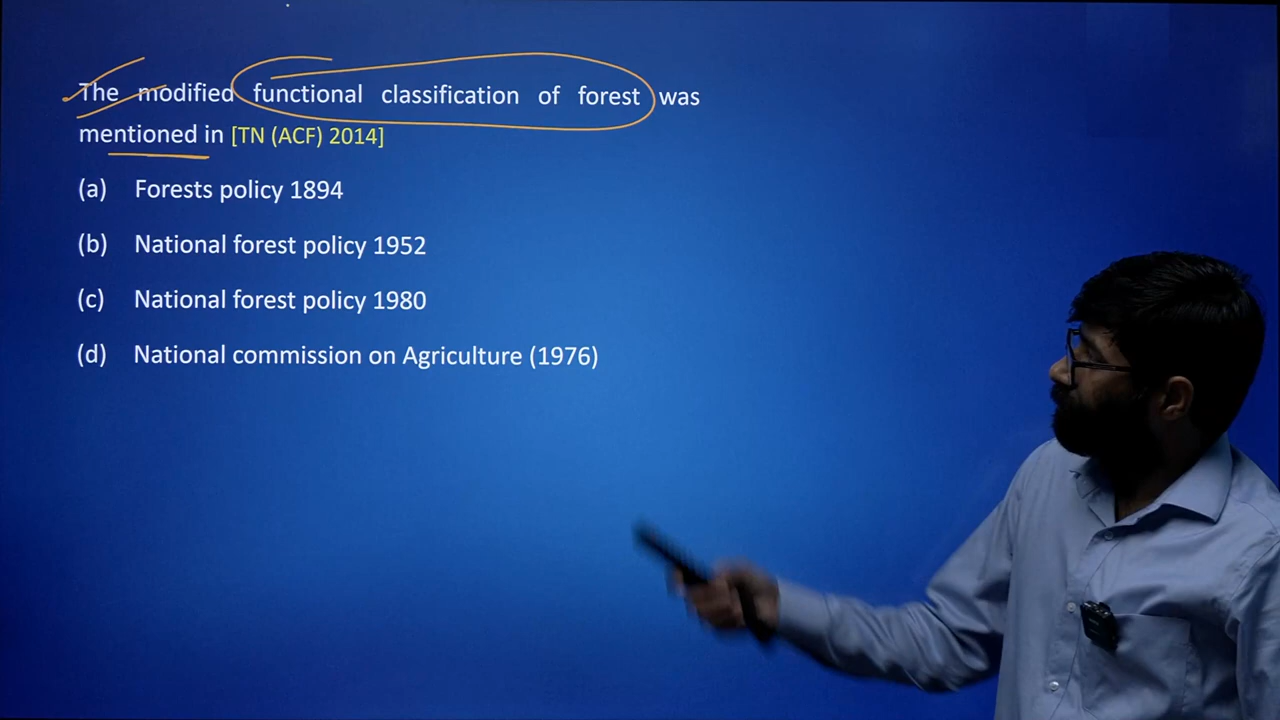 The modified functional classification of forest was
mentioned in [TN (ACF) 2014]
(a) Forests policy 1894
(b) National forest policy 1952
(c) National forest policy 1980
(d) National commission on Agriculture (1976)